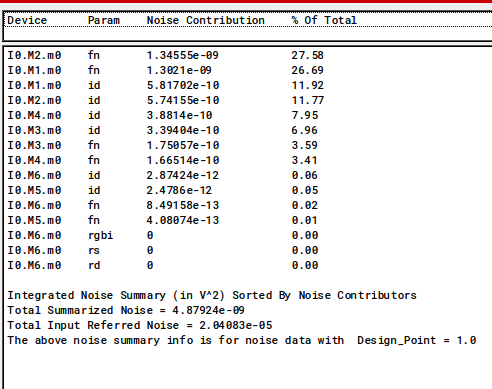 Device Param Noise Contribution % Of Total
I0.M2.m0 fn 1.34555e-09 27.58
I0.M1.m0 fn 1.3021e-09 26.69
I0.M1.m0 id 5.81702e-10 11.92
I0.M2.m0 id 5.74155e-10 11.77
I0.M4.m0 id 3.8814e-10 7.95
I0.M3.m0 id 3.39404e-10 6.96
I0.M3.m0 fn 1.75057e-10 3.59
I0.M4.m0 fn 1.66514e-10 3.41
I0.M6.m0 id 2.87424e-12 0.06
I0.M5.m0 id 2.4786e-12 0.05
I0.M6.m0 fn 8.49158e-13 0.02
I0.M5.m0 fn 4.08074e-13 0.01
I0.M6.m0 rgbi 0 0.00
I0.M6.m0 rs 0 0.00
I0.M6.m0 rd 0 0.00
Integrated Noise Summary (in V^2) Sorted By Noise Contributors
Total Summarized Noise = 4.87924e-09
Total Input Referred Noise = 2.04083e-05
The above noise summary info is for noise data with Design_Point = 1.0